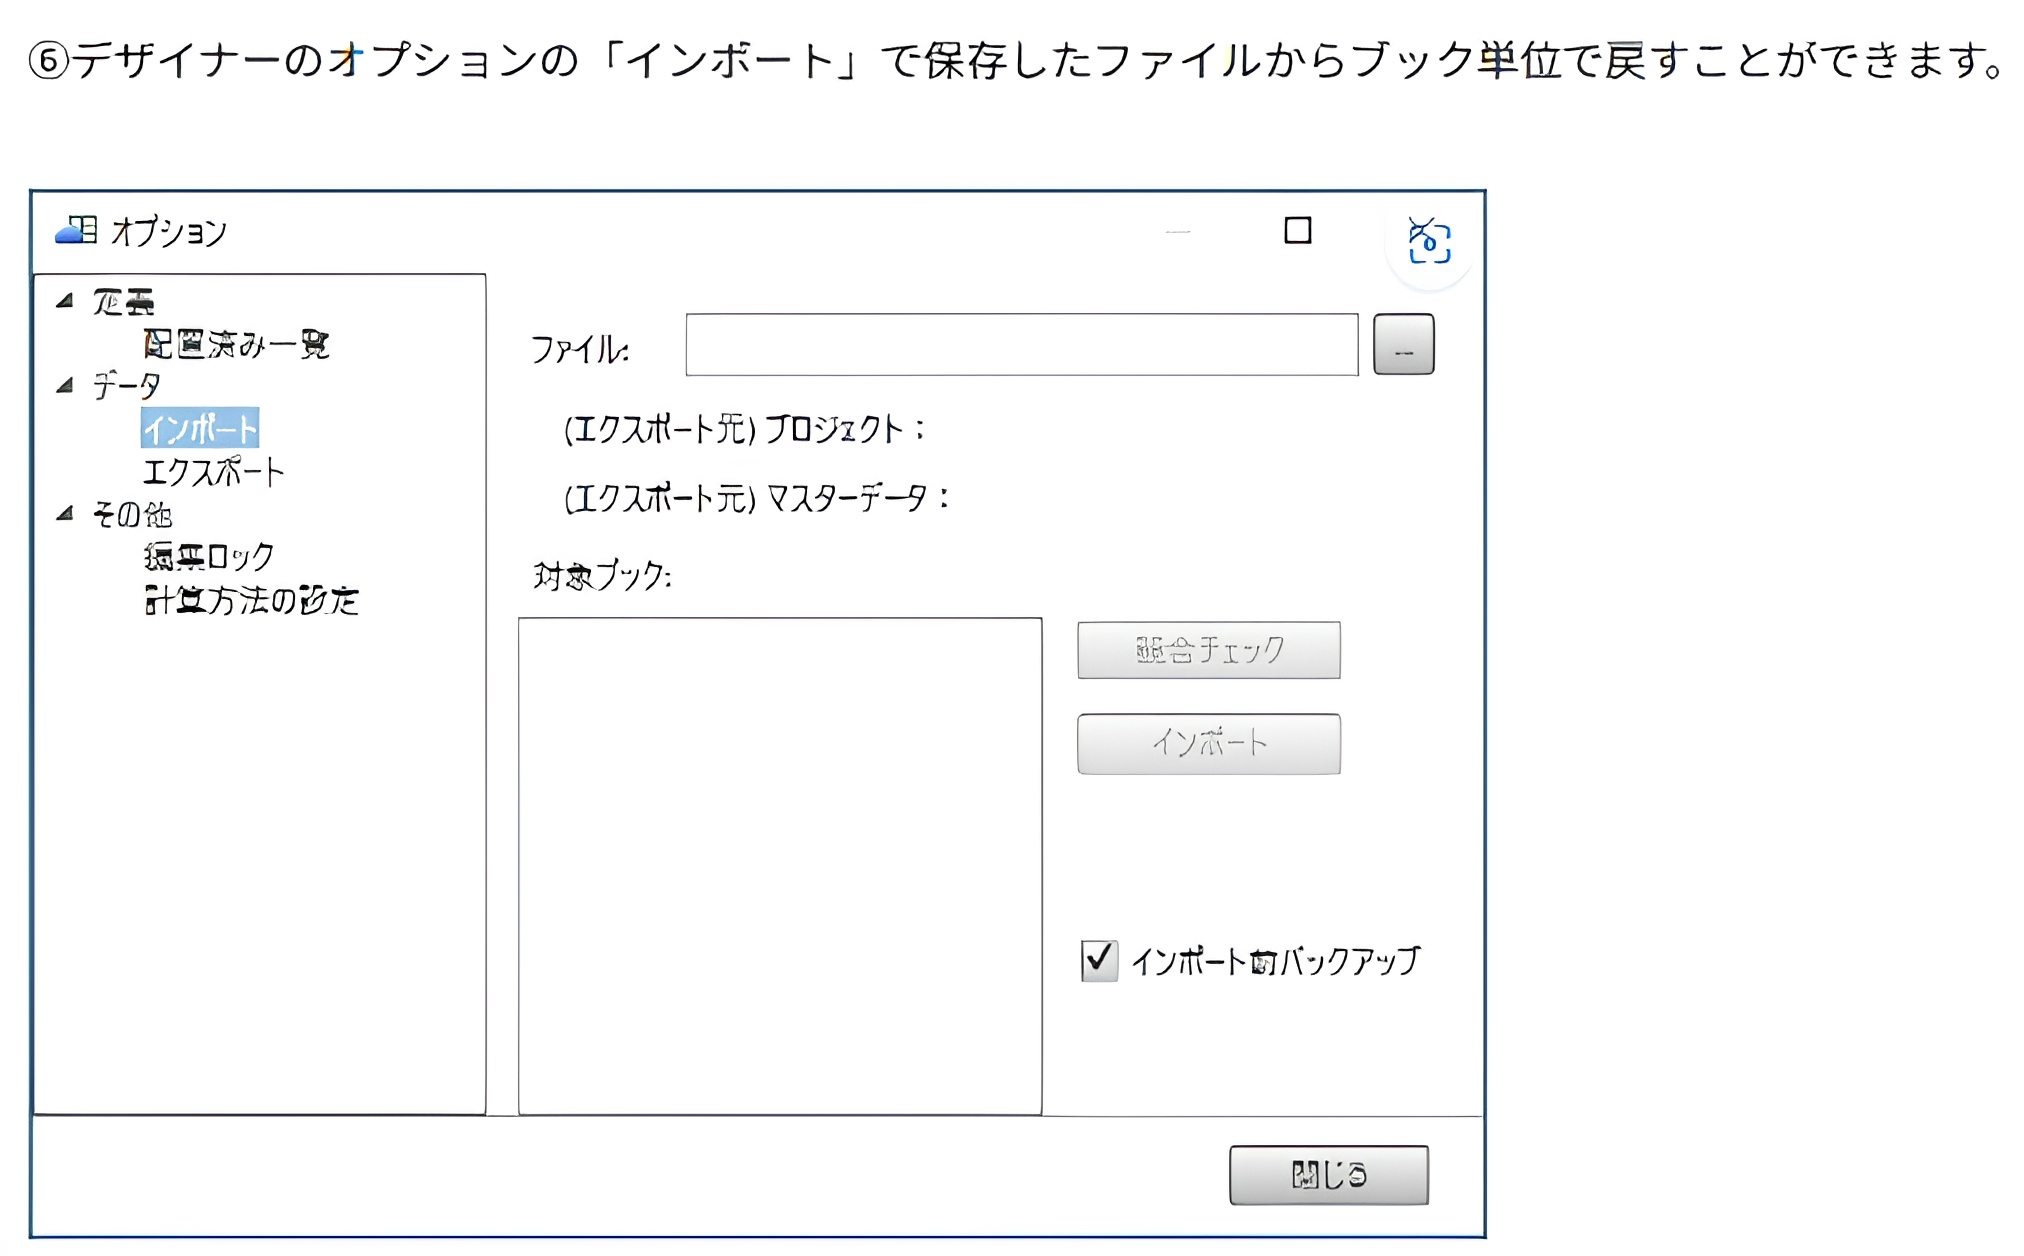 ⑥デザイナーのオプションの「インポート」で保存したファイルからブック単位で戻すことができます。
オプション
定義
配置済み一覧
データ
インポート
エクスポート
その他
編集ロック
計算方法の設定
ファイル:
...
(エクスポート元) プロジェクト：
(エクスポート元) マスターデータ：
対象ブック:
競合チェック
インポート
インポート前バックアップ
閉じる